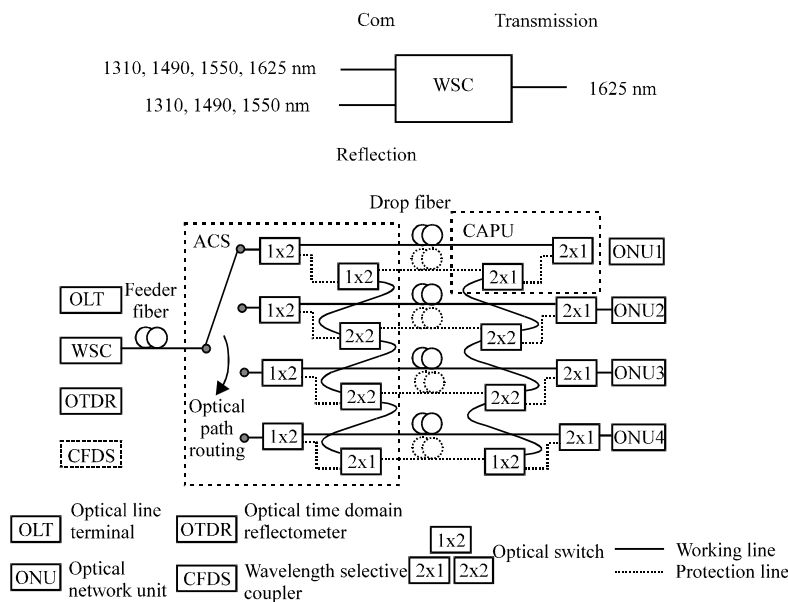 Com
Transmission
1310, 1490, 1550, 1625 nm
WSC
1625 nm
1310, 1490, 1550 nm
Reflection
Drop fiber
ACS
1x2
CAPU
2x1
ONU1
1x2
2x1
OLT
Feeder
fiber
1x2
2x1
ONU2
2x2
2x2
WSC
1x2
2x1
ONU3
OTDR
Optical
path
routing
2x2
2x2
1x2
2x1
ONU4
CFDS
2x1
1x2
OLT
Optical line
terminal
OTDR
Optical time domain
reflectometer
1x2
2x1
2x2
Optical switch
Working line
Protection line
ONU
Optical
network unit
CFDS
Wavelength selective
coupler